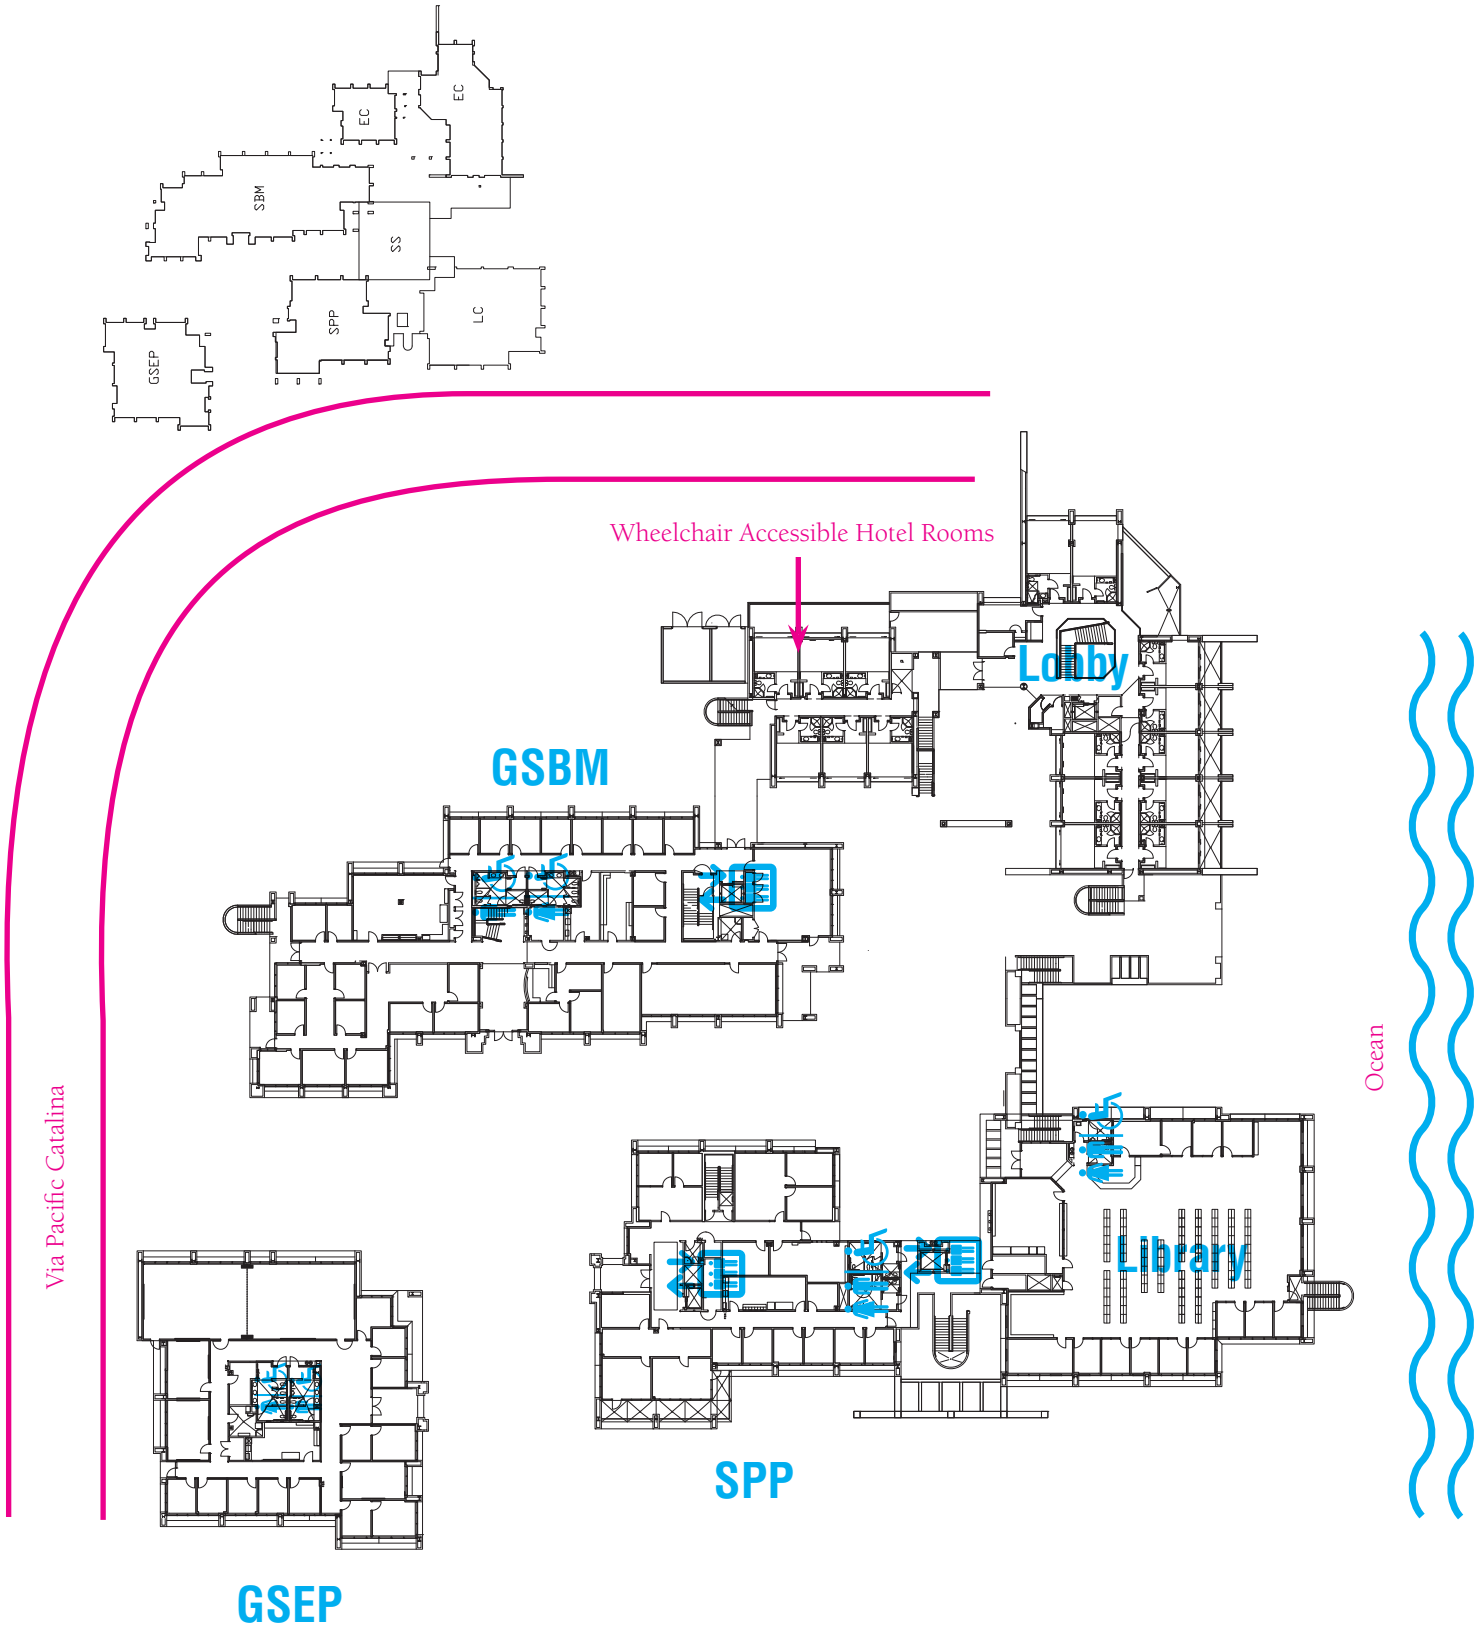 EC
EC
SBM
SS
LC
SPP
GSEP
Wheelchair Accessible Hotel Rooms
Lobby
GSBM
Ocean
Via Pacific Catalina
Library
SPP
GSEP